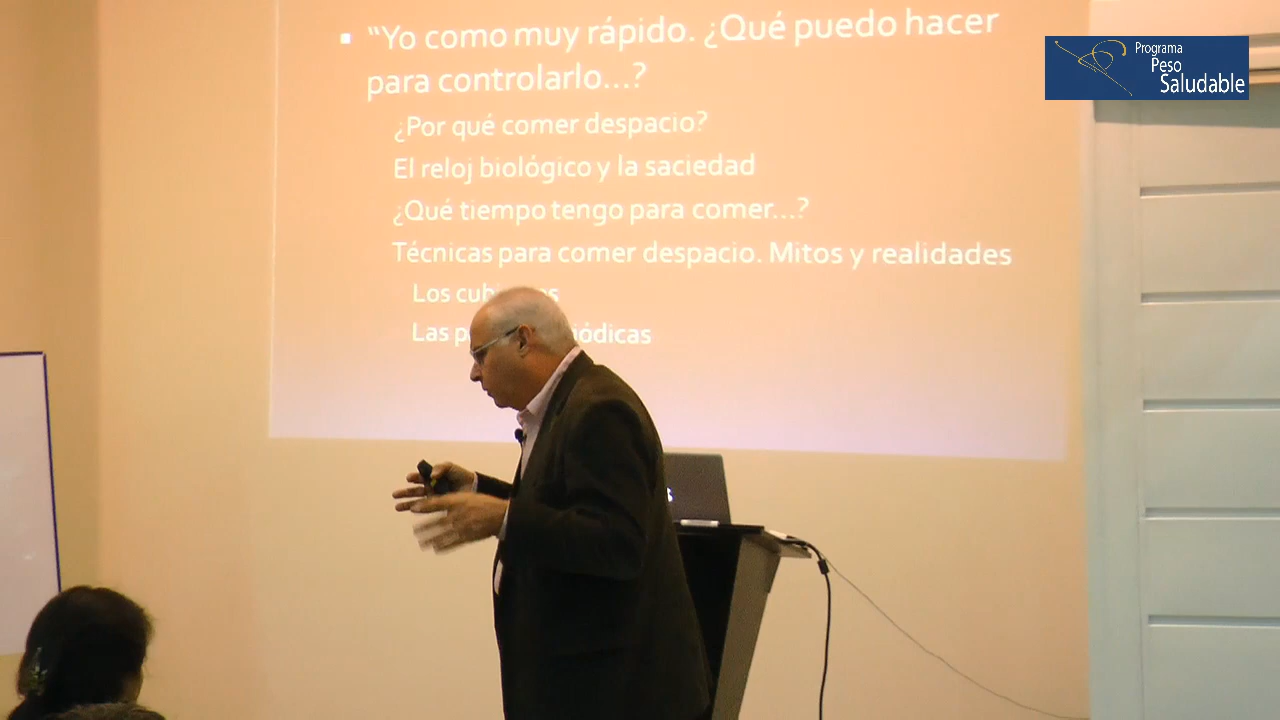 ▪ “Yo como muy rápido. ¿Qué puedo hacer
para controlarlo...?
¿Por qué comer despacio?
El reloj biológico y la saciedad
¿Qué tiempo tengo para comer...?
Técnicas para comer despacio. Mitos y realidades
Los
Las
Programa
Peso
Saludable